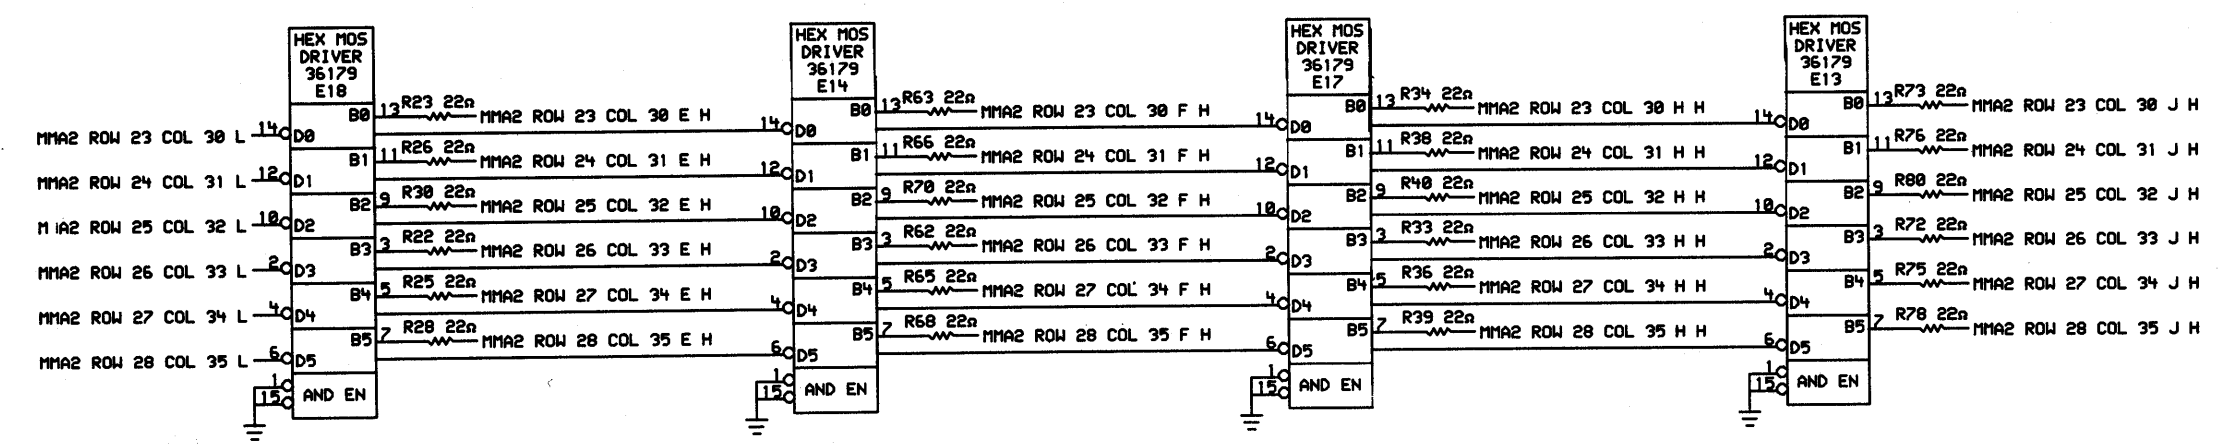 HEX MOS
DRIVER
36179
E18
HEX MOS
DRIVER
36179
E14
HEX MOS
DRIVER
36179
E17
HEX MOS
DRIVER
36179
E13
B0 13 R23 22Ω MMA2 ROW 23 COL 30 E H
B0 13 R63 22Ω MMA2 ROW 23 COL 30 F H
B0 13 R34 22Ω MMA2 ROW 23 COL 30 H H
B0 13 R73 22Ω MMA2 ROW 23 COL 30 J H
MMA2 ROW 23 COL 30 L 14 D0
14 D0
14 D0
14 D0
B1 11 R26 22Ω MMA2 ROW 24 COL 31 E H
B1 11 R66 22Ω MMA2 ROW 24 COL 31 F H
B1 11 R38 22Ω MMA2 ROW 24 COL 31 H H
B1 11 R76 22Ω MMA2 ROW 24 COL 31 J H
MMA2 ROW 24 COL 31 L 12 D1
12 D1
12 D1
12 D1
B2 9 R30 22Ω MMA2 ROW 25 COL 32 E H
B2 9 R70 22Ω MMA2 ROW 25 COL 32 F H
B2 9 R40 22Ω MMA2 ROW 25 COL 32 H H
B2 9 R80 22Ω MMA2 ROW 25 COL 32 J H
MMA2 ROW 25 COL 32 L 10 D2
10 D2
10 D2
10 D2
B3 3 R22 22Ω MMA2 ROW 26 COL 33 E H
B3 3 R62 22Ω MMA2 ROW 26 COL 33 F H
B3 3 R33 22Ω MMA2 ROW 26 COL 33 H H
B3 3 R72 22Ω MMA2 ROW 26 COL 33 J H
MMA2 ROW 26 COL 33 L 2 D3
2 D3
2 D3
2 D3
B4 5 R25 22Ω MMA2 ROW 27 COL 34 E H
B4 5 R65 22Ω MMA2 ROW 27 COL 34 F H
B4 5 R36 22Ω MMA2 ROW 27 COL 34 H H
B4 5 R75 22Ω MMA2 ROW 27 COL 34 J H
MMA2 ROW 27 COL 34 L 4 D4
4 D4
4 D4
4 D4
B5 7 R28 22Ω MMA2 ROW 28 COL 35 E H
B5 7 R68 22Ω MMA2 ROW 28 COL 35 F H
B5 7 R39 22Ω MMA2 ROW 28 COL 35 H H
B5 7 R78 22Ω MMA2 ROW 28 COL 35 J H
MMA2 ROW 28 COL 35 L 6 D5
6 D5
6 D5
6 D5
1
15 AND EN
1
15 AND EN
1
15 AND EN
1
15 AND EN